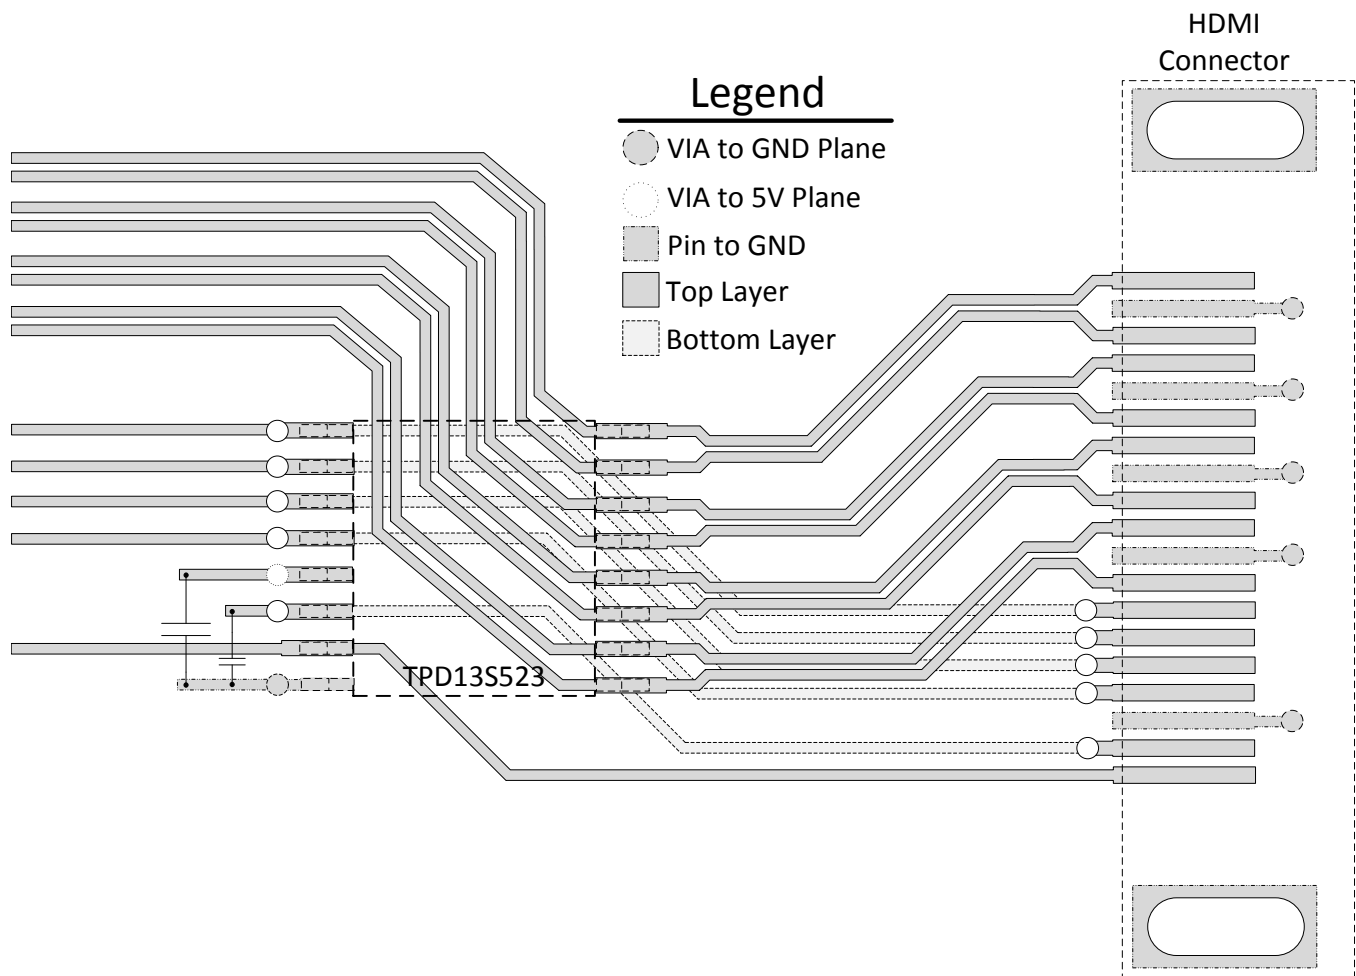 HDMI
Connector
Legend
VIA to GND Plane
VIA to 5V Plane
Pin to GND
Top Layer
Bottom Layer
TPD13S523